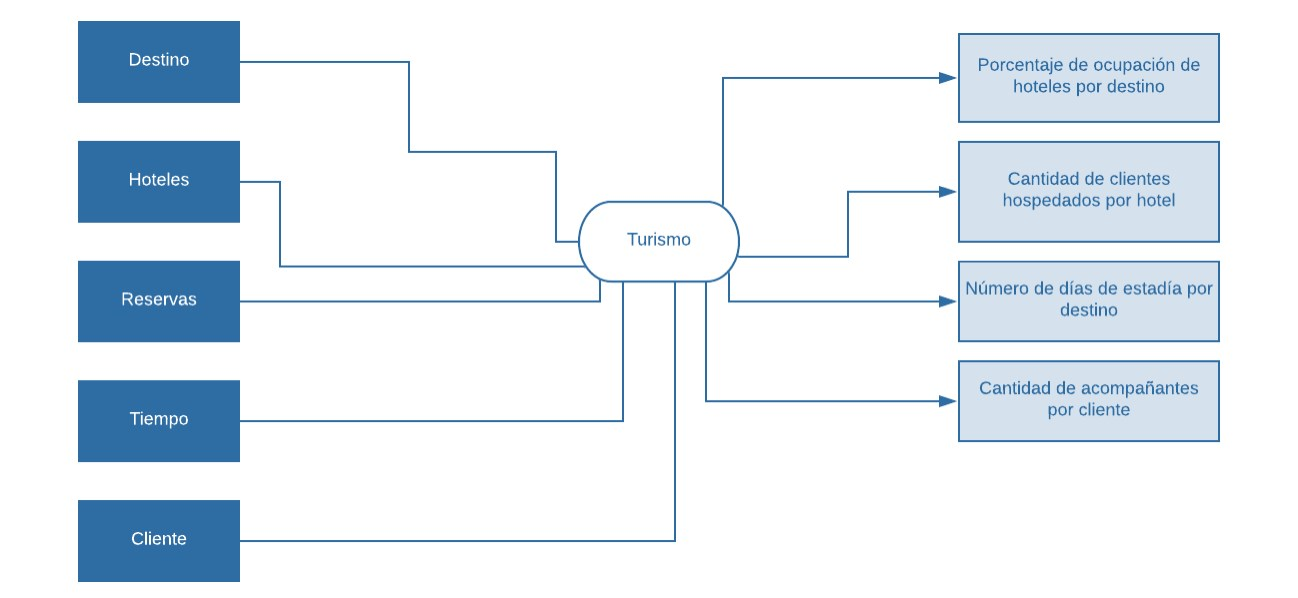 Destino
Hoteles
Reservas
Tiempo
Cliente
Turismo
Porcentaje de ocupación de
hoteles por destino
Cantidad de clientes
hospedados por hotel
Número de días de estadía por
destino
Cantidad de acompañantes
por cliente